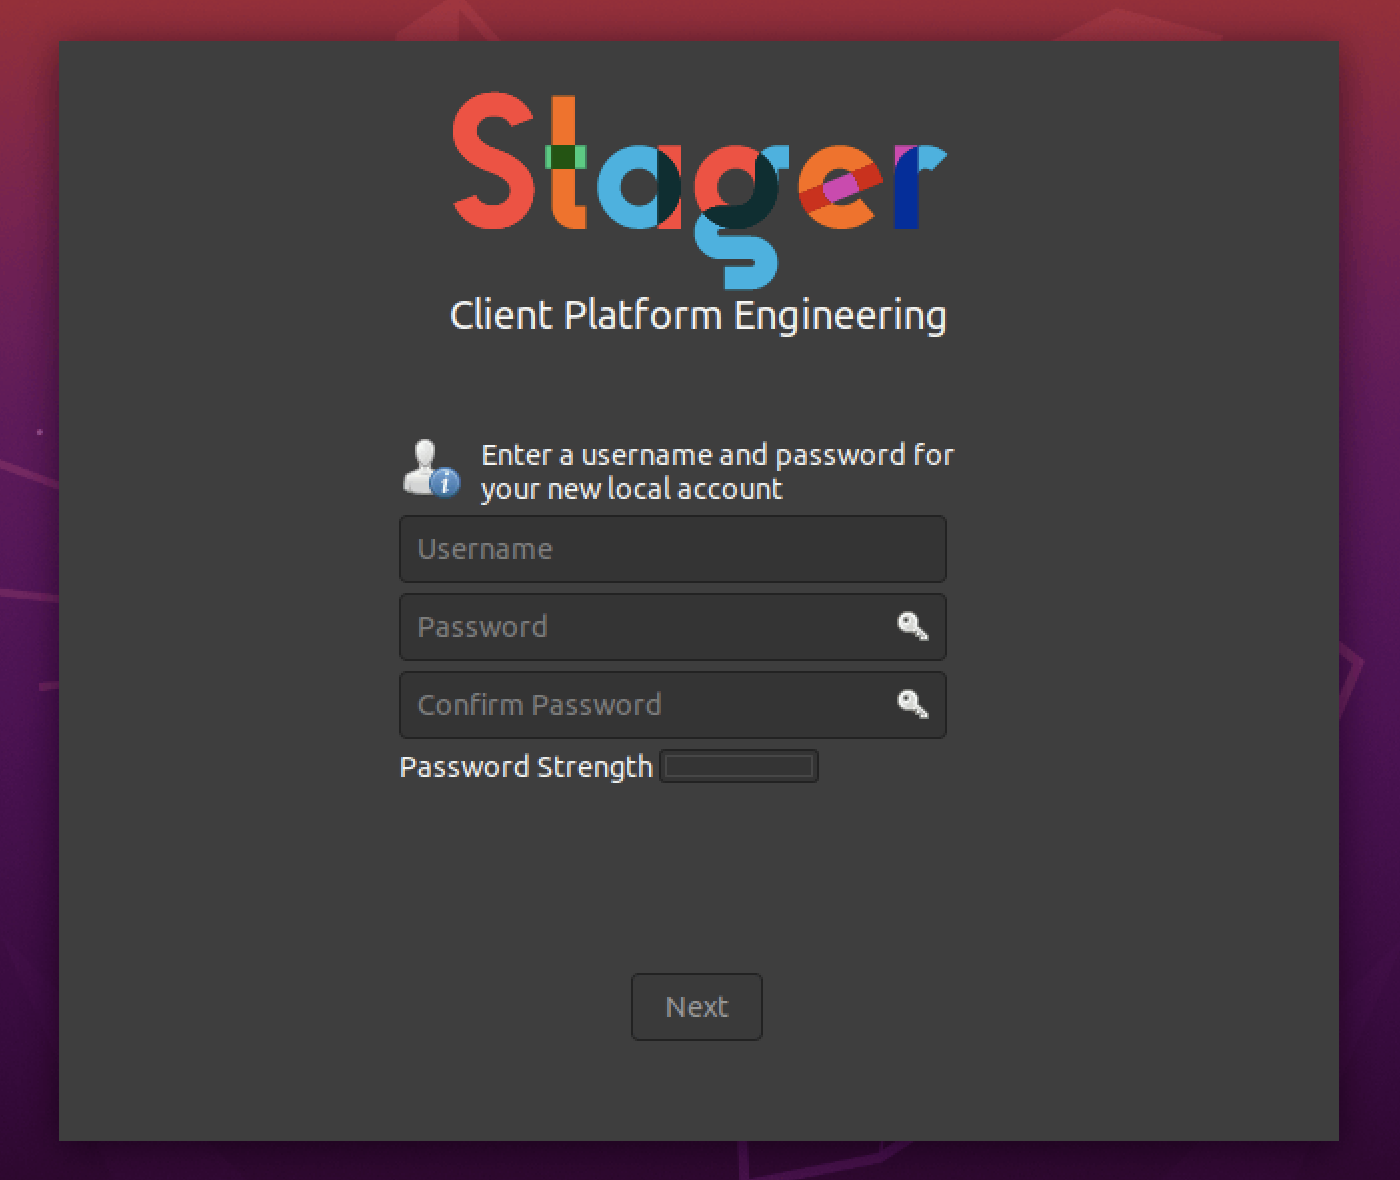 Stager
Client Platform Engineering
Enter a username and password for
your new local account
Username
Password
Confirm Password
Password Strength
Next